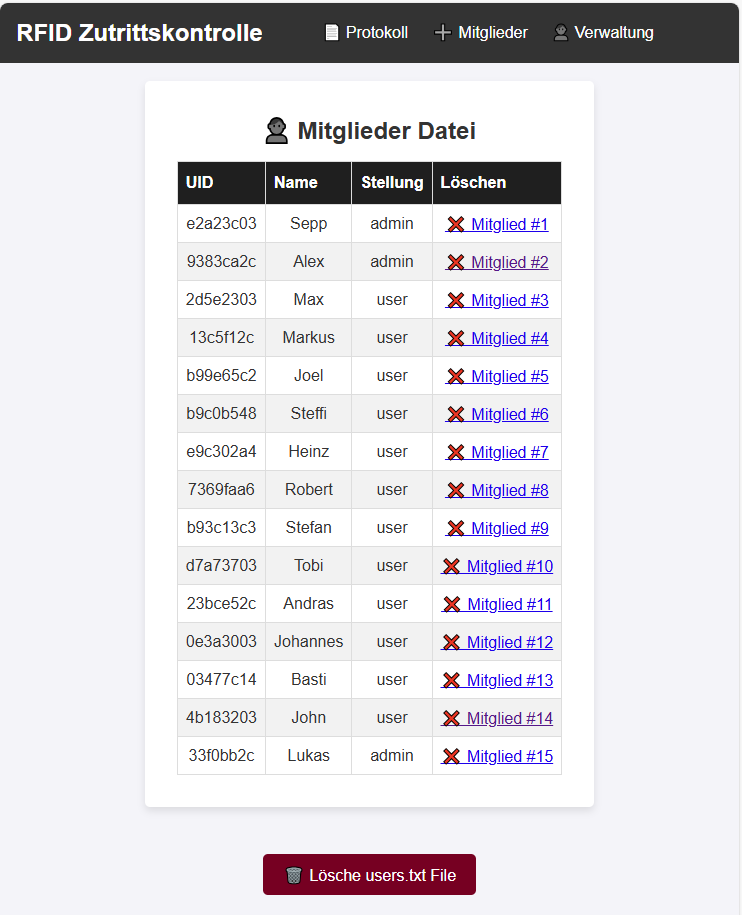 RFID Zutrittskontrolle Protokoll Mitglieder Verwaltung
Mitglieder Datei
UID Name Stellung Löschen
e2a23c03 Sepp admin Mitglied #1
9383ca2c Alex admin Mitglied #2
2d5e2303 Max user Mitglied #3
13c5f12c Markus user Mitglied #4
b99e65c2 Joel user Mitglied #5
b9c0b548 Steffi user Mitglied #6
e9c302a4 Heinz user Mitglied #7
7369faa6 Robert user Mitglied #8
b93c13c3 Stefan user Mitglied #9
d7a73703 Tobi user Mitglied #10
23bce52c Andras user Mitglied #11
0e3a3003 Johannes user Mitglied #12
03477c14 Basti user Mitglied #13
4b183203 John user Mitglied #14
33f0bb2c Lukas admin Mitglied #15
Lösche users.txt File